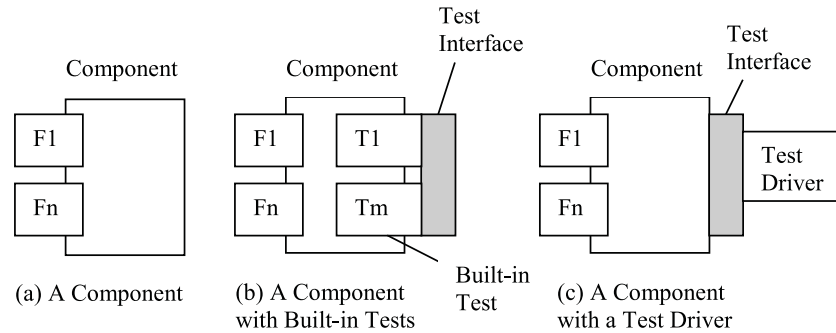 Component
F1
Fn
(a) A Component
Test
Interface
Component
F1
T1
Fn
Tm
Built-in
Test
(b) A Component
with Built-in Tests
Test
Interface
Component
F1
Fn
Test
Driver
(c) A Component
with a Test Driver